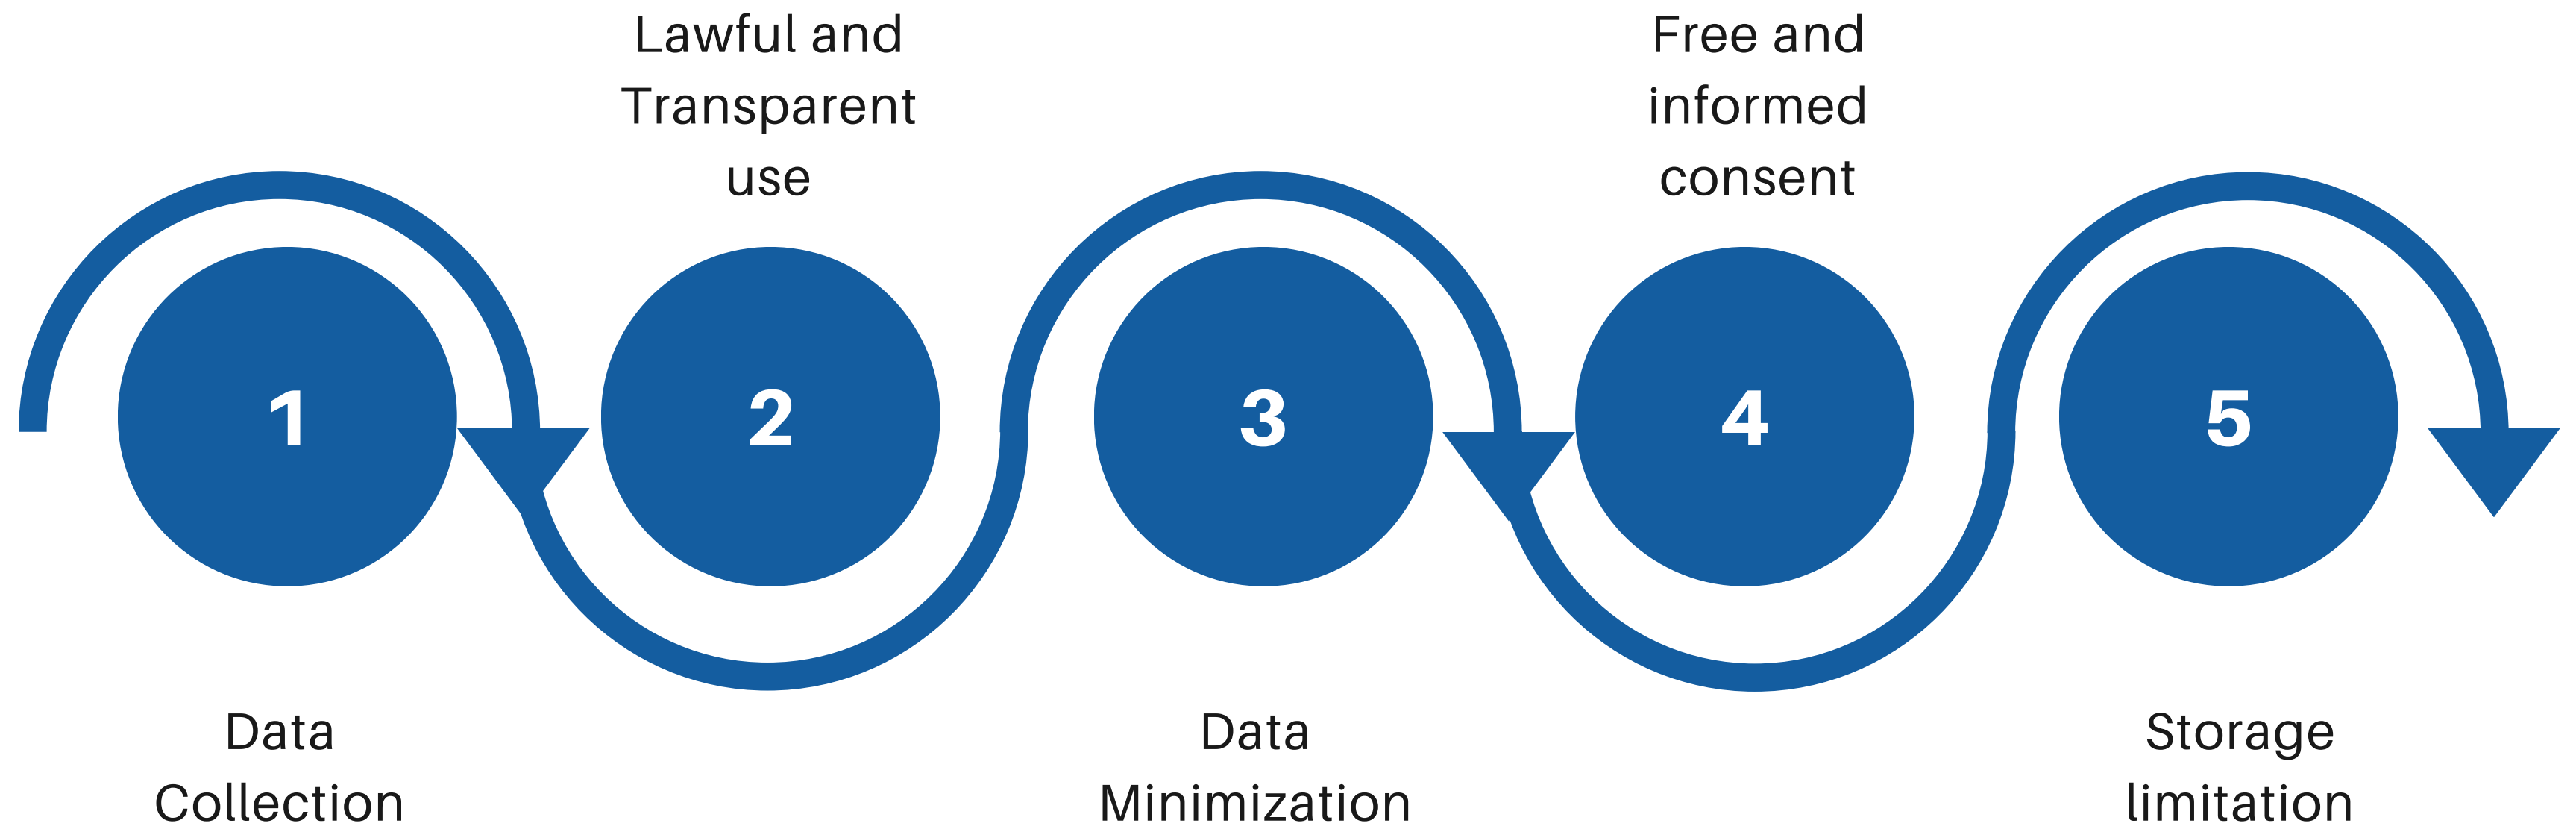 Lawful and
Transparent
use
Free and
informed
consent
1
2
3
4
5
Data
Collection
Data
Minimization
Storage
limitation